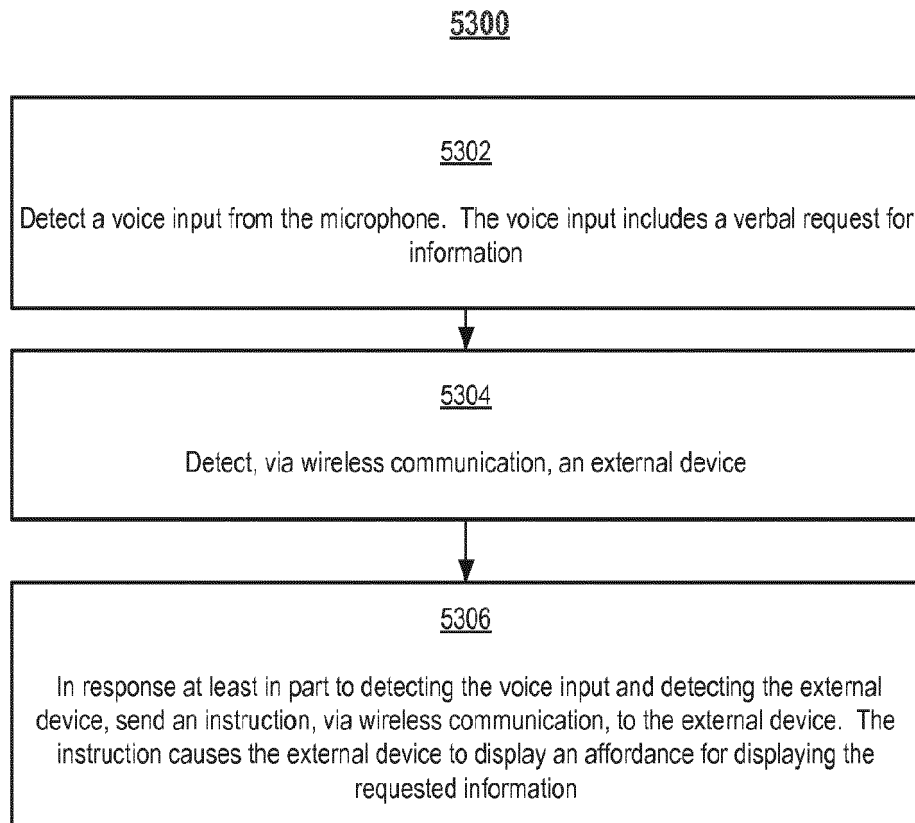 5300
5302
Detect a voice input from the microphone. The voice input includes a verbal request for
information
5304
Detect, via wireless communication, an external device
5306
In response at least in part to detecting the voice input and detecting the external
device, send an instruction, via wireless communication, to the external device. The
instruction causes the external device to display an affordance for displaying the
requested information